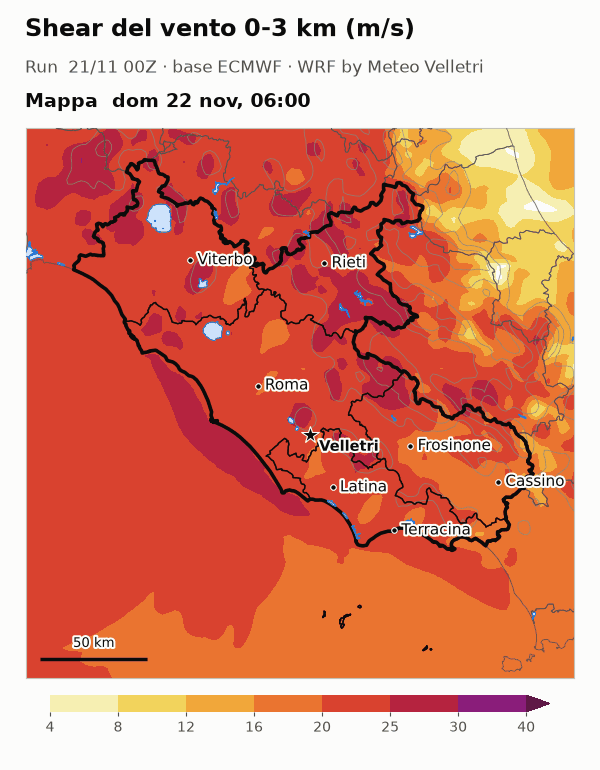 Shear del vento 0-3 km (m/s)
Run 21/11 00Z · base ECMWF · WRF by Meteo Velletri
Mappa dom 22 nov, 06:00
Viterbo
Rieti
Roma
Velletri
Frosinone
Cassino
Latina
Terracina
50 km
4 8 12 16 20 25 30 40